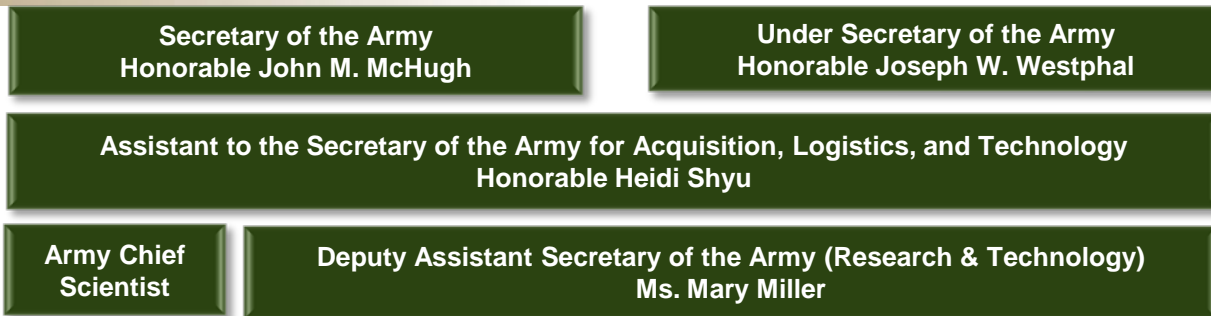 Secretary of the Army
Honorable John M. McHugh
Under Secretary of the Army
Honorable Joseph W. Westphal
Assistant to the Secretary of the Army for Acquisition, Logistics, and Technology
Honorable Heidi Shyu
Army Chief
Scientist
Deputy Assistant Secretary of the Army (Research & Technology)
Ms. Mary Miller